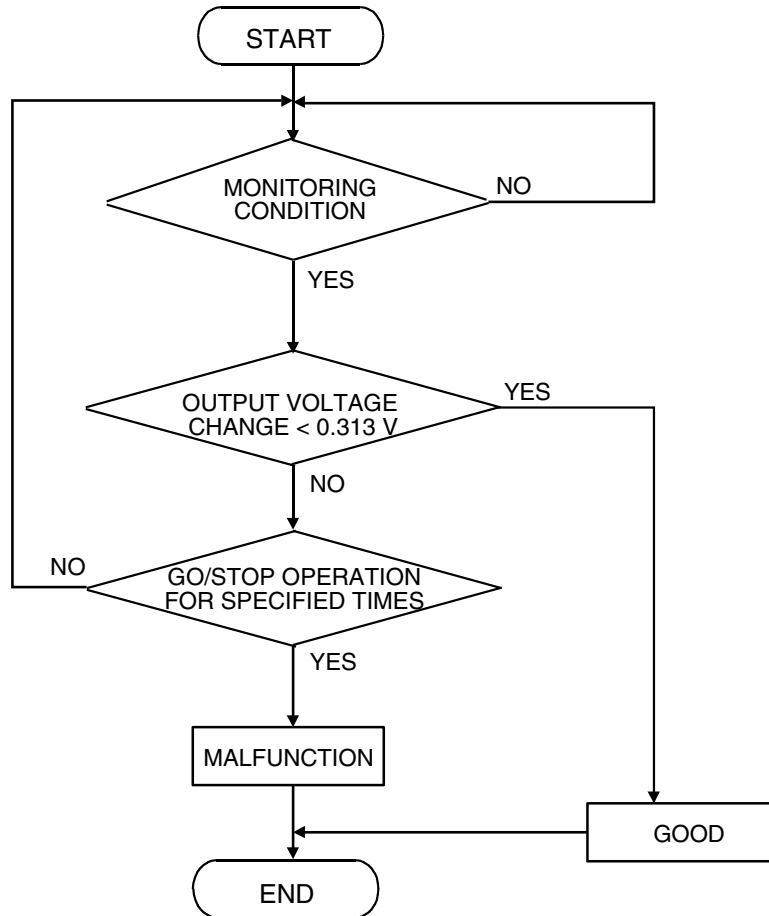 START
MONITORING
CONDITION
NO
YES
OUTPUT VOLTAGE
CHANGE < 0.313 V
YES
NO
GO/STOP OPERATION
FOR SPECIFIED TIMES
NO
YES
MALFUNCTION
GOOD
END